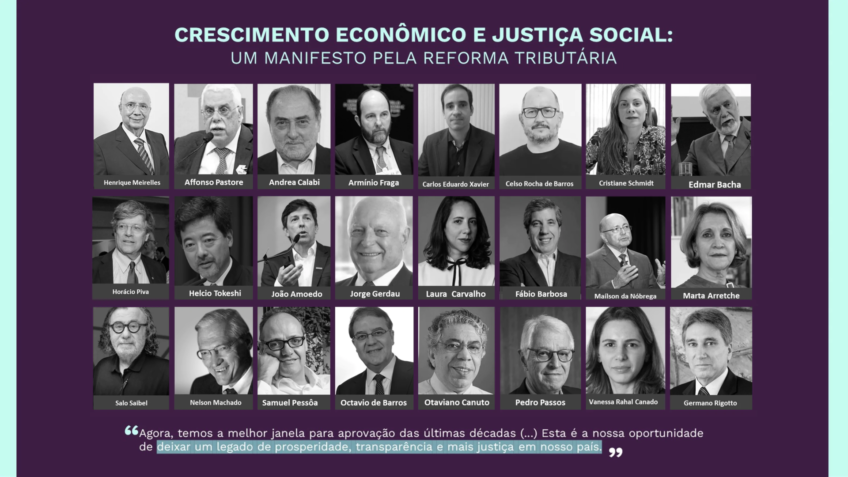 CRESCIMENTO ECONÔMICO E JUSTIÇA SOCIAL:
UM MANIFESTO PELA REFORMA TRIBUTÁRIA
Henrique Meirelles
Affonso Pastore
Andrea Calabi
Armínio Fraga
Carlos Eduardo Xavier
Celso Rocha de Barros
Cristiane Schmidt
Edmar Bacha
Horácio Piva
Helcio Tokeshi
João Amoedo
Jorge Gerdau
Laura Carvalho
Fábio Barbosa
Mailson da Nóbrega
Marta Arretche
Salo Seibel
Nelson Machado
Samuel Pessôa
Octavio de Barros
Otaviano Canuto
Pedro Passos
Vanessa Rahal Canado
Germano Rigotto
“Agora, temos a melhor janela para aprovação das últimas décadas (...) Esta é a nossa oportunidade
de deixar um legado de prosperidade, transparência e mais justiça em nosso país. ”